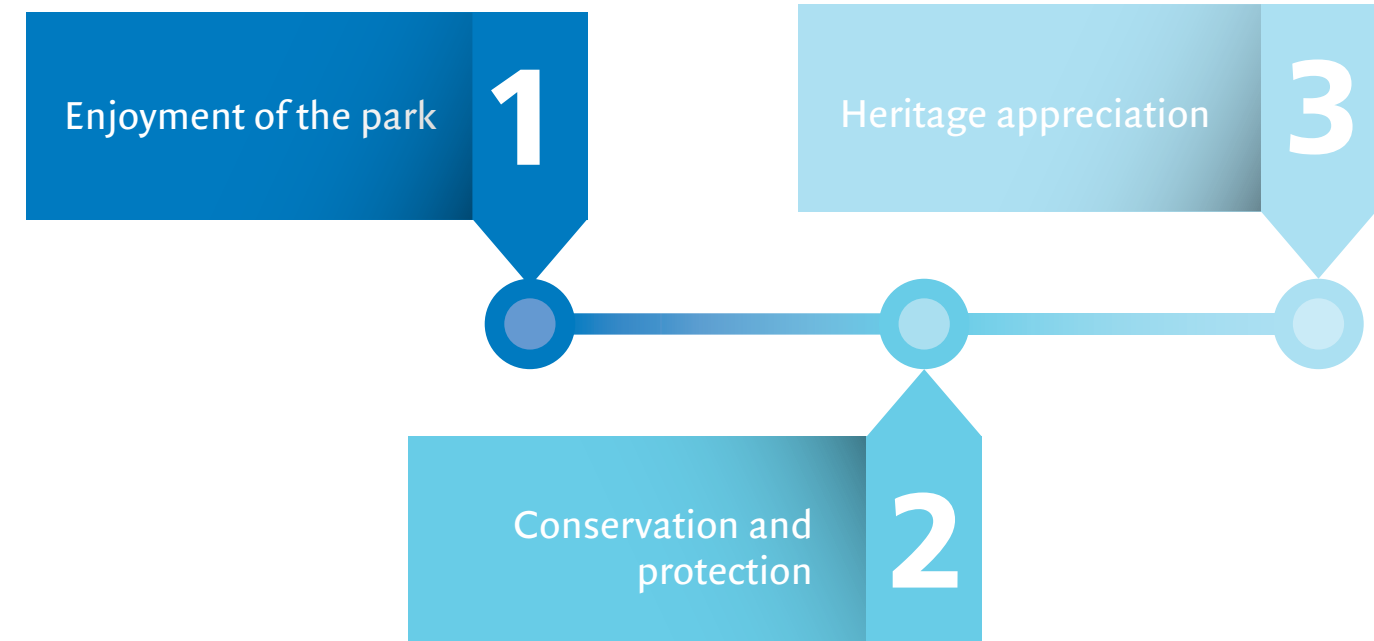 Enjoyment of the park
1
Heritage appreciation
3
Conservation and
protection
2